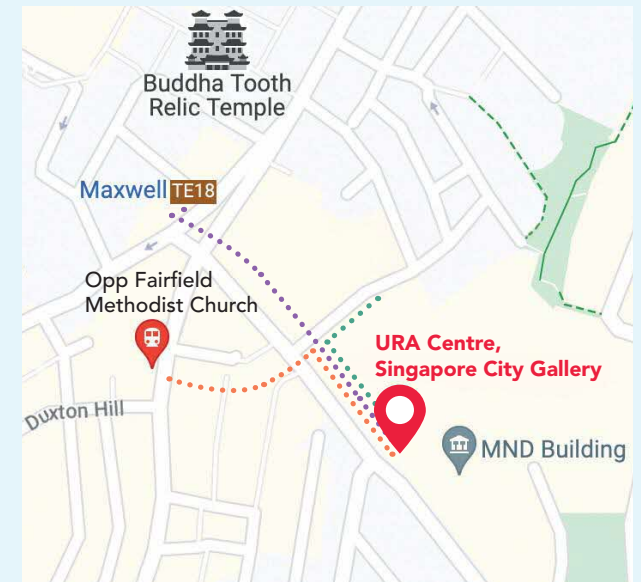 Buddha Tooth
Relic Temple
Maxwell TE18
Opp Fairfield
Methodist Church
URA Centre,
Singapore City Gallery
Duxton Hill
MND Building